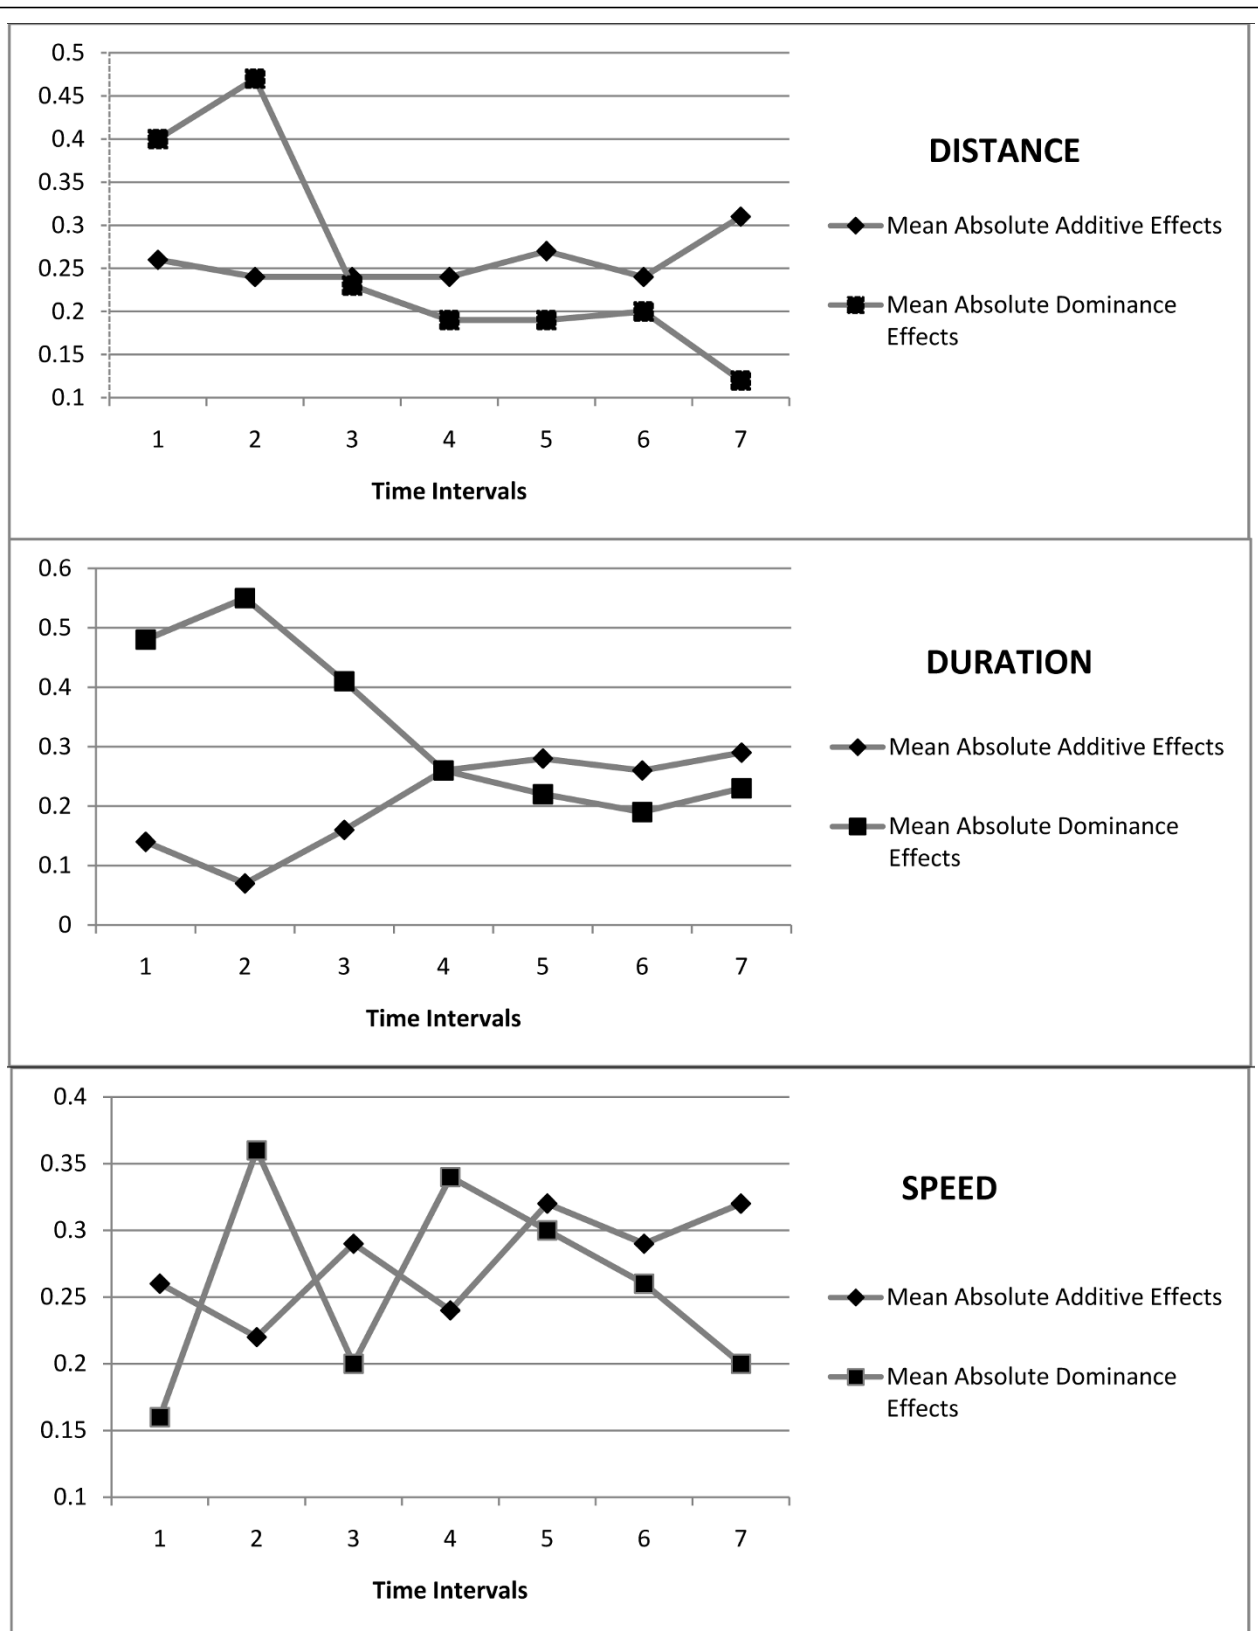 0.5
0.45
0.4
0.35
0.3
0.25
0.2
0.15
0.1
1 2 3 4 5 6 7
Time Intervals
DISTANCE
Mean Absolute Additive Effects
Mean Absolute Dominance
Effects
0.6
0.5
0.4
0.3
0.2
0.1
0
1 2 3 4 5 6 7
Time Intervals
DURATION
Mean Absolute Additive Effects
Mean Absolute Dominance
Effects
0.4
0.35
0.3
0.25
0.2
0.15
0.1
1 2 3 4 5 6 7
Time Intervals
SPEED
Mean Absolute Additive Effects
Mean Absolute Dominance
Effects